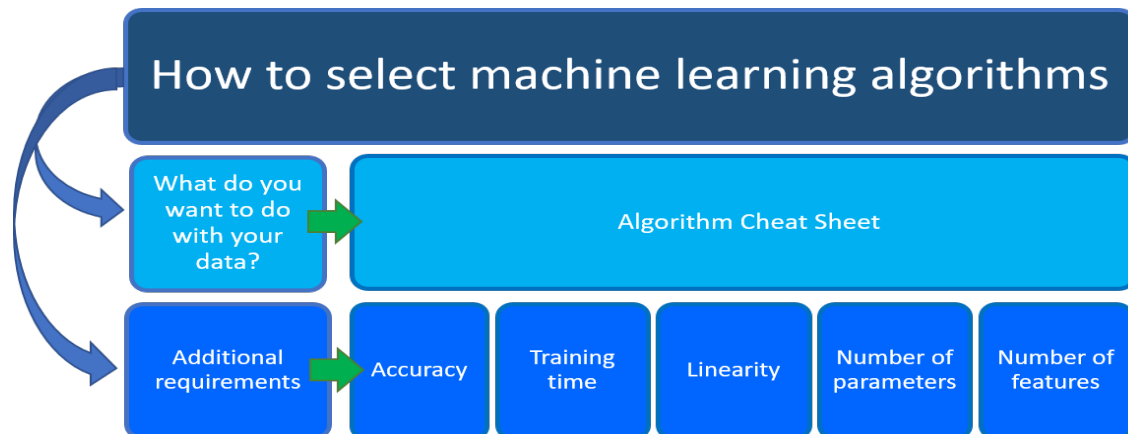 How to select machine learning algorithms
What do you
want to do
with your
data?
Algorithm Cheat Sheet
Additional
requirements
Accuracy
Training
time
Linearity
Number of
parameters
Number of
features